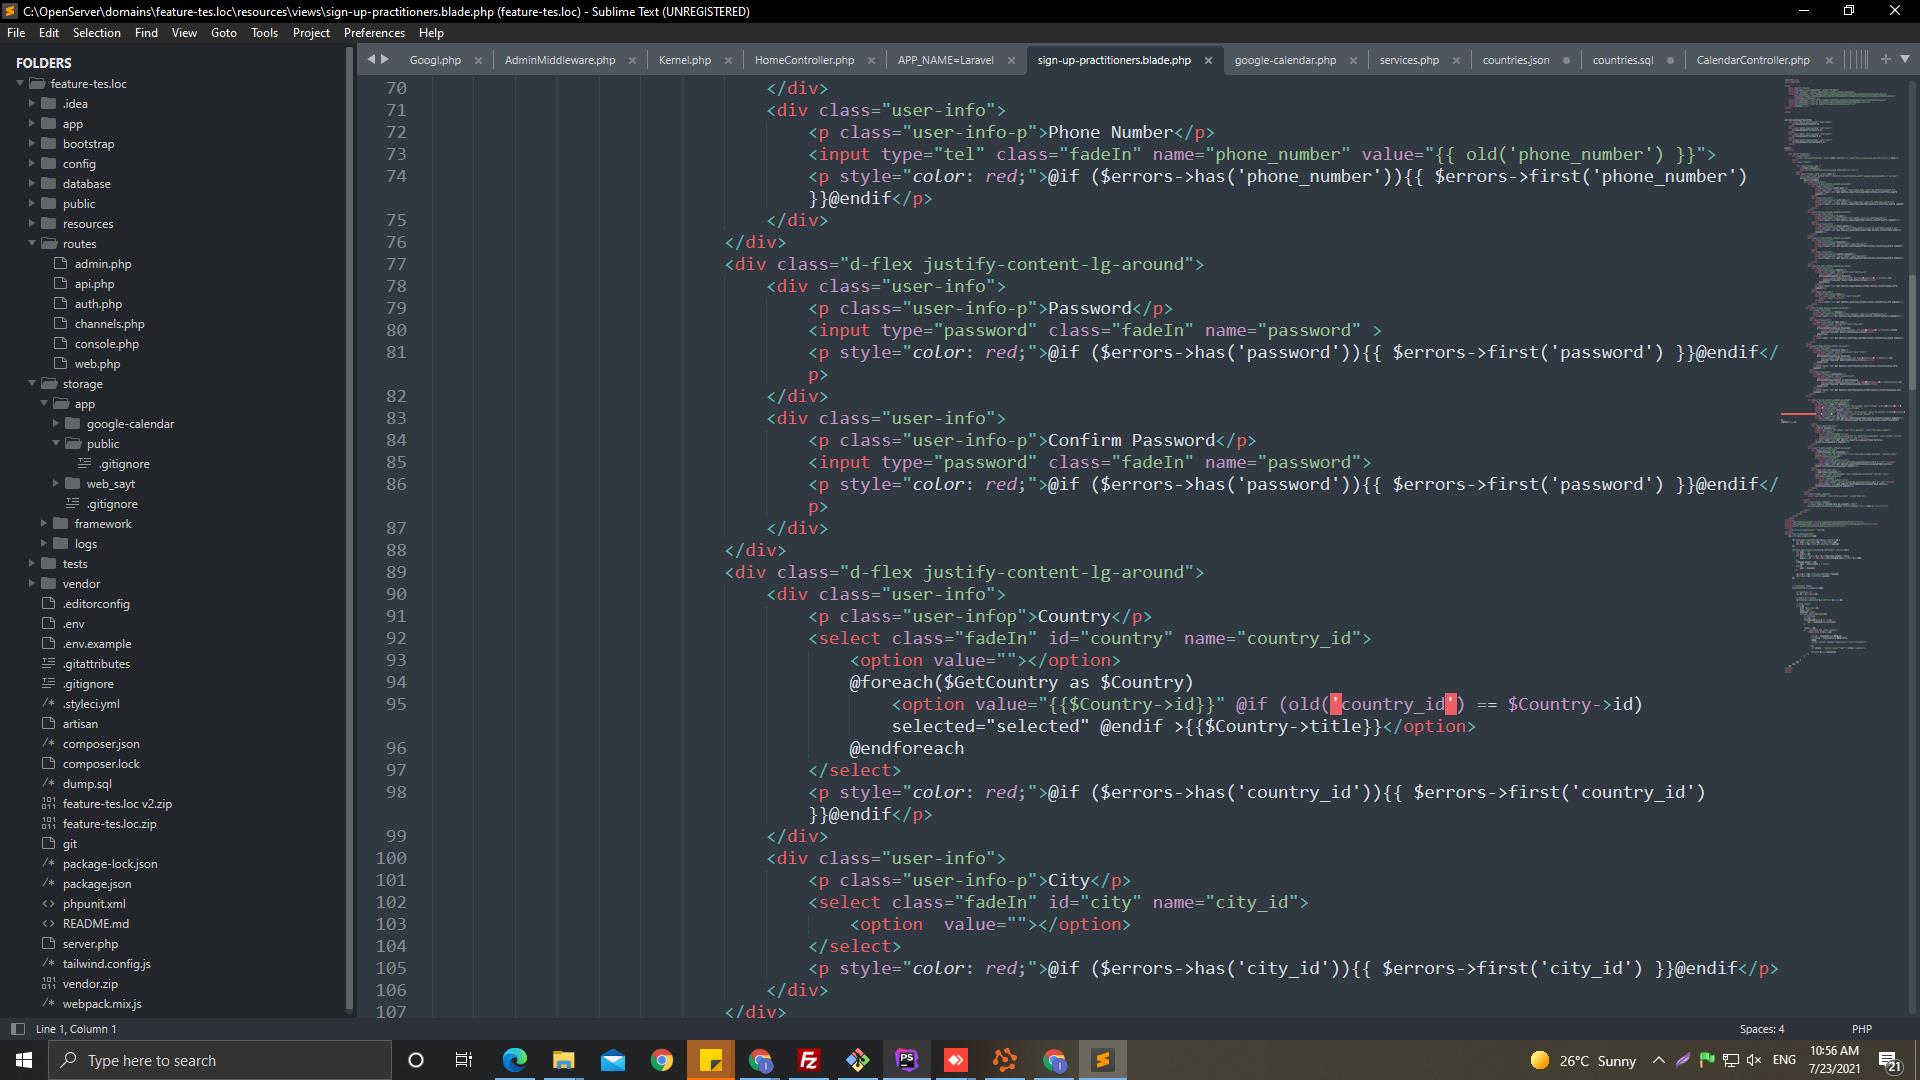 C:\OpenServer\domains\feature-tes.loc\resources\views\sign-up-practitioners.blade.php (feature-tes.loc) - Sublime Text (UNREGISTERED)
File Edit Selection Find View Goto Tools Project Preferences Help
FOLDERS
feature-tes.loc
.idea
app
bootstrap
config
database
public
resources
routes
admin.php
api.php
auth.php
channels.php
console.php
web.php
storage
app
google-calendar
public
.gitignore
web_sayt
.gitignore
framework
logs
tests
vendor
.editorconfig
.env
.env.example
.gitattributes
.gitignore
.styleci.yml
artisan
composer.json
composer.lock
dump.sql
feature-tes.loc v2.zip
feature-tes.loc.zip
git
package-lock.json
package.json
phpunit.xml
README.md
server.php
tailwind.config.js
vendor.zip
webpack.mix.js
Googl.php AdminMiddleware.php Kernel.php HomeController.php APP_NAME=Laravel sign-up-practitioners.blade.php google-calendar.php services.php countries.json countries.sql CalendarController.php
70 </div>
71 <div class="user-info">
72 <p class="user-info-p">Phone Number</p>
73 <input type="tel" class="fadeIn" name="phone_number" value="{{ old('phone_number') }}">
74 <p style="color: red;">@if ($errors->has('phone_number')){{ $errors->first('phone_number')
}}@endif</p>
75 </div>
76 </div>
77 <div class="d-flex justify-content-lg-around">
78 <div class="user-info">
79 <p class="user-info-p">Password</p>
80 <input type="password" class="fadeIn" name="password" >
81 <p style="color: red;">@if ($errors->has('password')){{ $errors->first('password') }}@endif</
p>
82 </div>
83 <div class="user-info">
84 <p class="user-info-p">Confirm Password</p>
85 <input type="password" class="fadeIn" name="password">
86 <p style="color: red;">@if ($errors->has('password')){{ $errors->first('password') }}@endif</
p>
87 </div>
88 </div>
89 <div class="d-flex justify-content-lg-around">
90 <div class="user-info">
91 <p class="user-infop">Country</p>
92 <select class="fadeIn" id="country" name="country_id">
93 <option value=""></option>
94 @foreach($GetCountry as $Country)
95 <option value="{{$Country->id}}" @if (old('country_id') == $Country->id)
selected="selected" @endif >{{$Country->title}}</option>
96 @endforeach
97 </select>
98 <p style="color: red;">@if ($errors->has('country_id')){{ $errors->first('country_id')
}}@endif</p>
99 </div>
100 <div class="user-info">
101 <p class="user-info-p">City</p>
102 <select class="fadeIn" id="city" name="city_id">
103 <option  value=""></option>
104 </select>
105 <p style="color: red;">@if ($errors->has('city_id')){{ $errors->first('city_id') }}@endif</p>
106 </div>
107 </div>
Line 1, Column 1
Spaces: 4 PHP
Type here to search
26°C Sunny
ENG
10:56 AM
7/23/2021
21